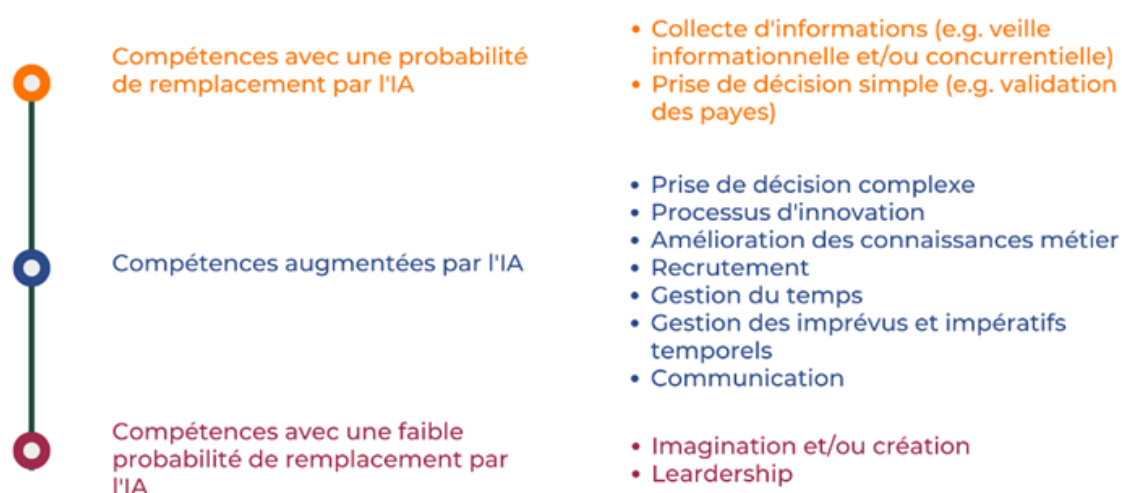 Compétences avec une probabilité
de remplacement par l'IA
• Collecte d'informations (e.g. veille
informationnelle et/ou concurrentielle)
• Prise de décision simple (e.g. validation
des payes)
Compétences augmentées par l'IA
• Prise de décision complexe
• Processus d'innovation
• Amélioration des connaissances métier
• Recrutement
• Gestion du temps
• Gestion des imprévus et impératifs
temporels
• Communication
Compétences avec une faible
probabilité de remplacement par
l'IA
• Imagination et/ou création
• Leardership